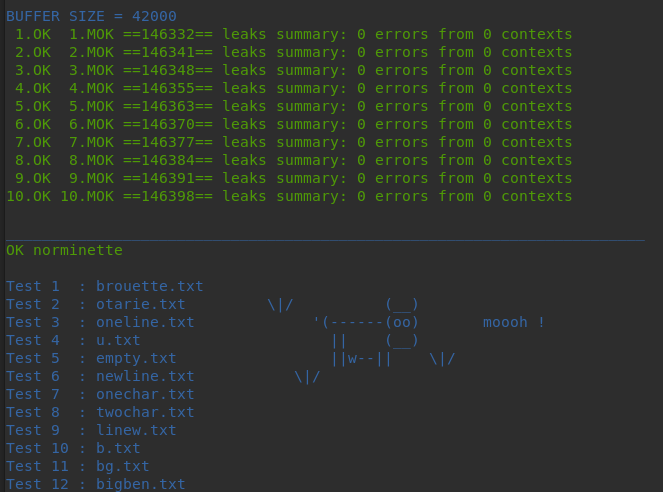 BUFFER SIZE = 42000
 1.OK  1.MOK ==146332== leaks summary: 0 errors from 0 contexts
 2.OK  2.MOK ==146341== leaks summary: 0 errors from 0 contexts
 3.OK  3.MOK ==146348== leaks summary: 0 errors from 0 contexts
 4.OK  4.MOK ==146355== leaks summary: 0 errors from 0 contexts
 5.OK  5.MOK ==146363== leaks summary: 0 errors from 0 contexts
 6.OK  6.MOK ==146370== leaks summary: 0 errors from 0 contexts
 7.OK  7.MOK ==146377== leaks summary: 0 errors from 0 contexts
 8.OK  8.MOK ==146384== leaks summary: 0 errors from 0 contexts
 9.OK  9.MOK ==146391== leaks summary: 0 errors from 0 contexts
10.OK 10.MOK ==146398== leaks summary: 0 errors from 0 contexts
OK norminette
Test 1  : brouette.txt
Test 2  : otarie.txt         \|/          (__)
Test 3  : oneline.txt             '(------(oo)       moooh !
Test 4  : u.txt                     ||    (__)
Test 5  : empty.txt                 ||w--||    \|/
Test 6  : newline.txt           \|/
Test 7  : onechar.txt
Test 8  : twochar.txt
Test 9  : linew.txt
Test 10 : b.txt
Test 11 : bg.txt
Test 12 : bigben.txt